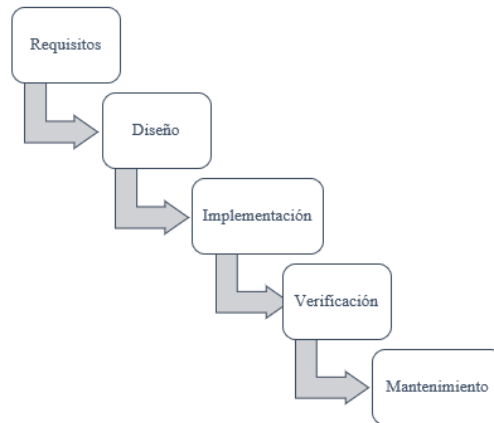 Requisitos
Diseño
Implementación
Verificación
Mantenimiento